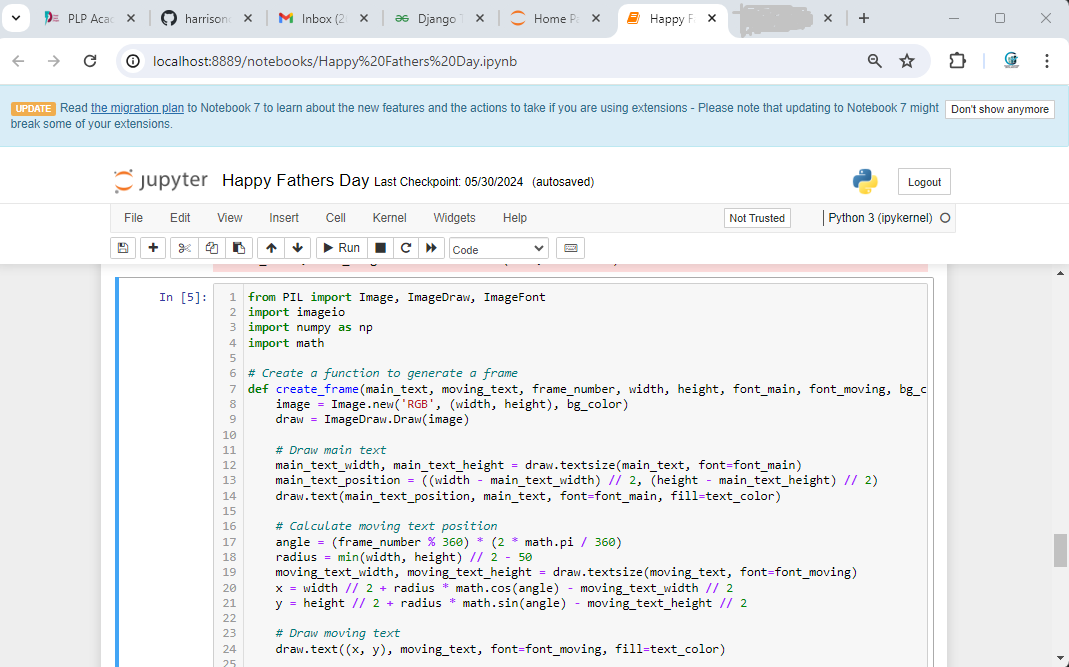 PLP Aca
harrison
Inbox (2
Django T
Home Pa
Happy F
localhost:8889/notebooks/Happy%20Fathers%20Day.ipynb
UPDATE Read the migration plan to Notebook 7 to learn about the new features and the actions to take if you are using extensions - Please note that updating to Notebook 7 might
break some of your extensions.
Don't show anymore
jupyter Happy Fathers Day Last Checkpoint: 05/30/2024 (autosaved)
Logout
File Edit View Insert Cell Kernel Widgets Help
Not Trusted
Python 3 (ipykernel)
Run
Code
In [5]:
1 from PIL import Image, ImageDraw, ImageFont
2 import imageio
3 import numpy as np
4 import math
5
6 # Create a function to generate a frame
7 def create_frame(main_text, moving_text, frame_number, width, height, font_main, font_moving, bg_c
8     image = Image.new('RGB', (width, height), bg_color)
9     draw = ImageDraw.Draw(image)
10
11     # Draw main text
12     main_text_width, main_text_height = draw.textsize(main_text, font=font_main)
13     main_text_position = ((width - main_text_width) // 2, (height - main_text_height) // 2)
14     draw.text(main_text_position, main_text, font=font_main, fill=text_color)
15
16     # Calculate moving text position
17     angle = (frame_number % 360) * (2 * math.pi / 360)
18     radius = min(width, height) // 2 - 50
19     moving_text_width, moving_text_height = draw.textsize(moving_text, font=font_moving)
20     x = width // 2 + radius * math.cos(angle) - moving_text_width // 2
21     y = height // 2 + radius * math.sin(angle) - moving_text_height // 2
22
23     # Draw moving text
24     draw.text((x, y), moving_text, font=font_moving, fill=text_color)
25